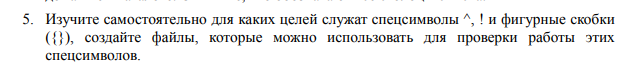 5. Изучите самостоятельно для каких целей служат спецсимволы ^, ! и фигурные скобки
({}), создайте файлы, которые можно использовать для проверки работы этих
спецсимволов.